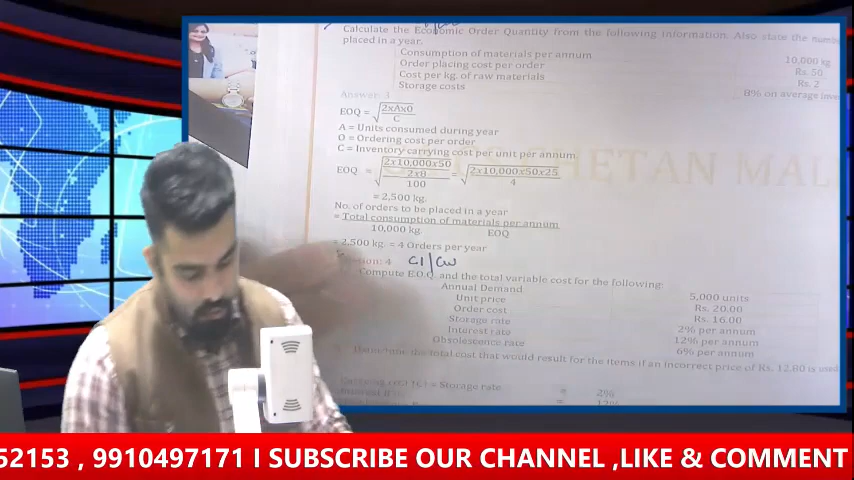 Calculate the Economic Order Quantity from the following information. Also state the
placed in a year.
Consumption of materials per annum 10,000 kg
Order placing cost per order Rs. 50
Cost per kg. of raw materials Rs. 2
Storage costs 8% on average
Answer: 3
EOQ = √2xAxO / C
A = Units consumed during year
O = Ordering cost per order
C = Inventory carrying cost per unit per annum.
EOQ = √2x10,000x50 / 2x8 / 100 = √2x10,000x50x25 / 4
= 2,500 kg.
No. of orders to be placed in a year
= Total consumption of materials per annum
EOQ
10,000 kg.
= 2,500 kg. = 4 Orders per year
4 CI/CW
Compute E.O.Q. and the total variable cost for the following:
Annual Demand 5,000 units
Unit price Rs. 20.00
Order cost Rs. 16.00
Storage rate 2% per annum
Interest rate 12% per annum
Obsolescence rate 6% per annum
Determine the total cost that would result for the items if an incorrect price of Rs. 12.80 is used
Storage rate = 2%
= 12%
CHETAN MAL
52153 , 9910497171 I SUBSCRIBE OUR CHANNEL ,LIKE & COMMENT